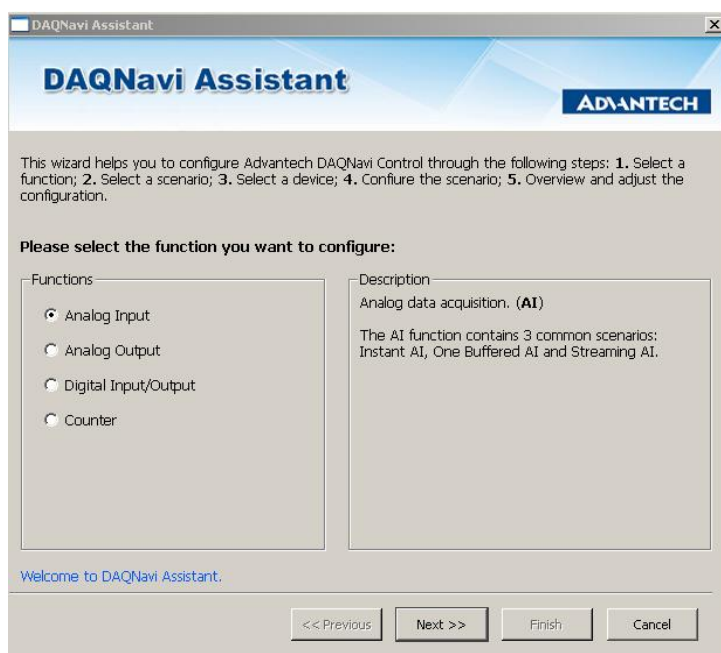 DAQNavi Assistant
DAQNavi Assistant
ADVANTECH
This wizard helps you to configure Advantech DAQNavi Control through the following steps: 1. Select a
function; 2. Select a scenario; 3. Select a device; 4. Confiure the scenario; 5. Overview and adjust the
configuration.
Please select the function you want to configure:
Functions
Analog Input
Analog Output
Digital Input/Output
Counter
Description
Analog data acquisition. (AI)
The AI function contains 3 common scenarios:
Instant AI, One Buffered AI and Streaming AI.
Welcome to DAQNavi Assistant.
<< Previous
Next >>
Finish
Cancel